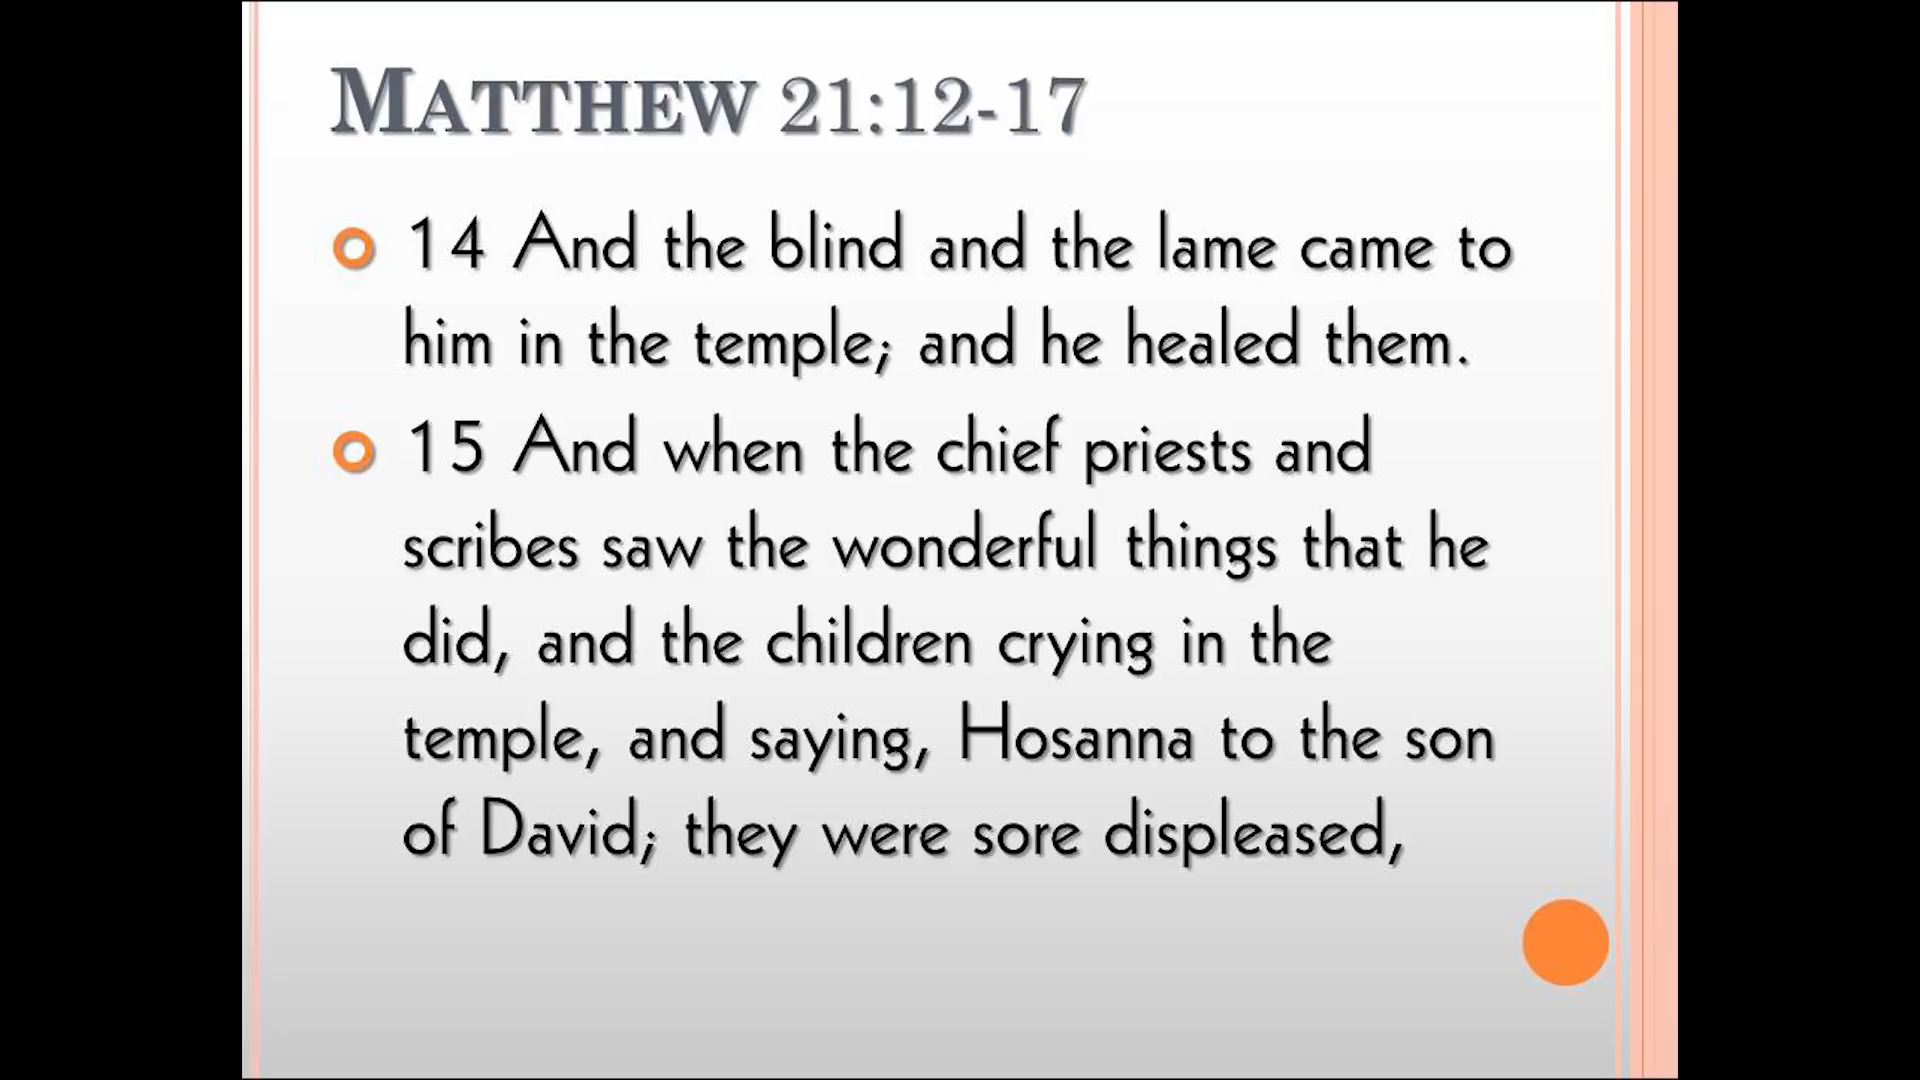 MATTHEW 21:12-17
14 And the blind and the lame came to
him in the temple; and he healed them.
15 And when the chief priests and
scribes saw the wonderful things that he
did, and the children crying in the
temple, and saying, Hosanna to the son
of David; they were sore displeased,